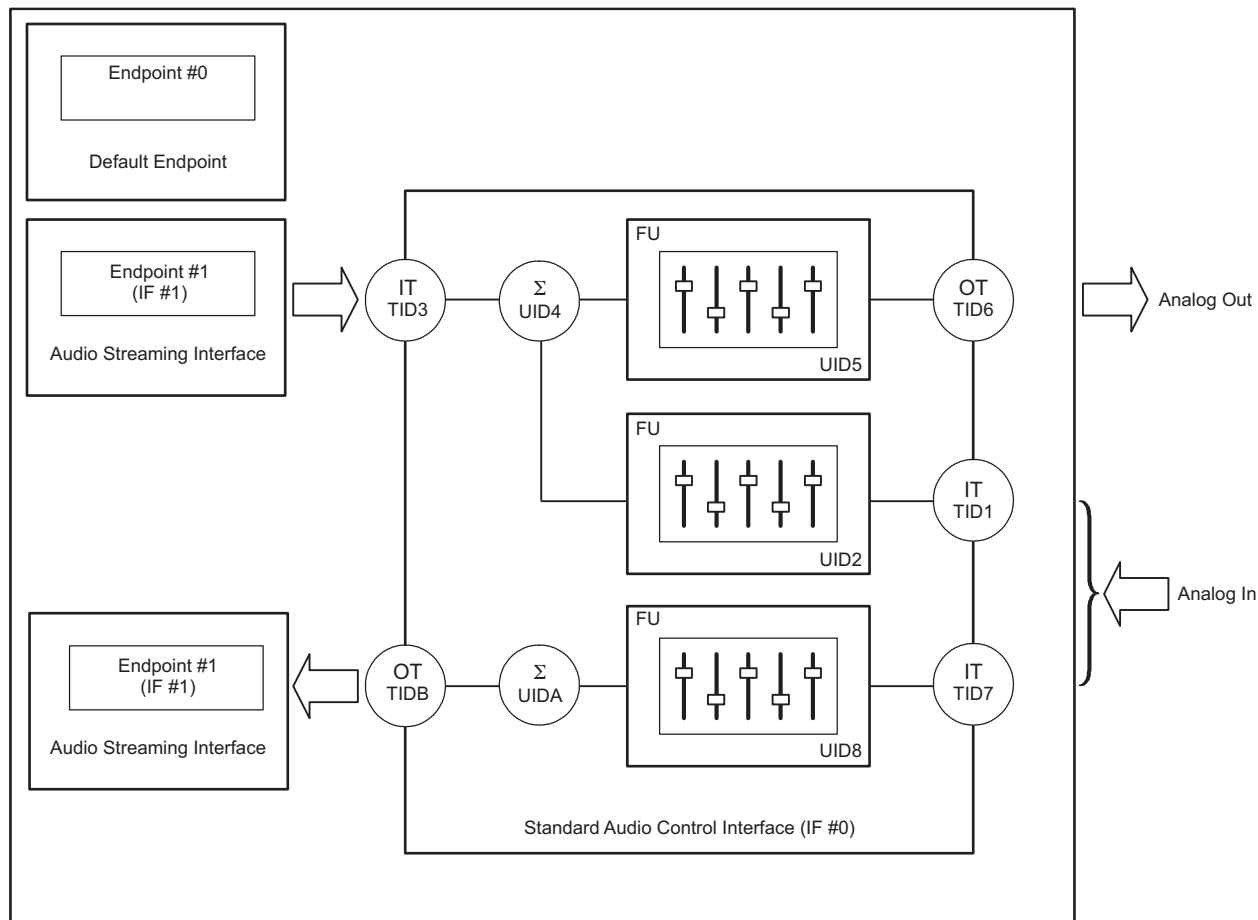 Endpoint #0
Default Endpoint
Endpoint #1
(IF #1)
Audio Streaming Interface
IT
TID3
Σ
UID4
FU
UID5
OT
TID6
Analog Out
FU
UID2
IT
TID1
Analog In
Endpoint #1
(IF #1)
Audio Streaming Interface
OT
TIDB
Σ
UIDA
FU
UID8
IT
TID7
Standard Audio Control Interface (IF #0)